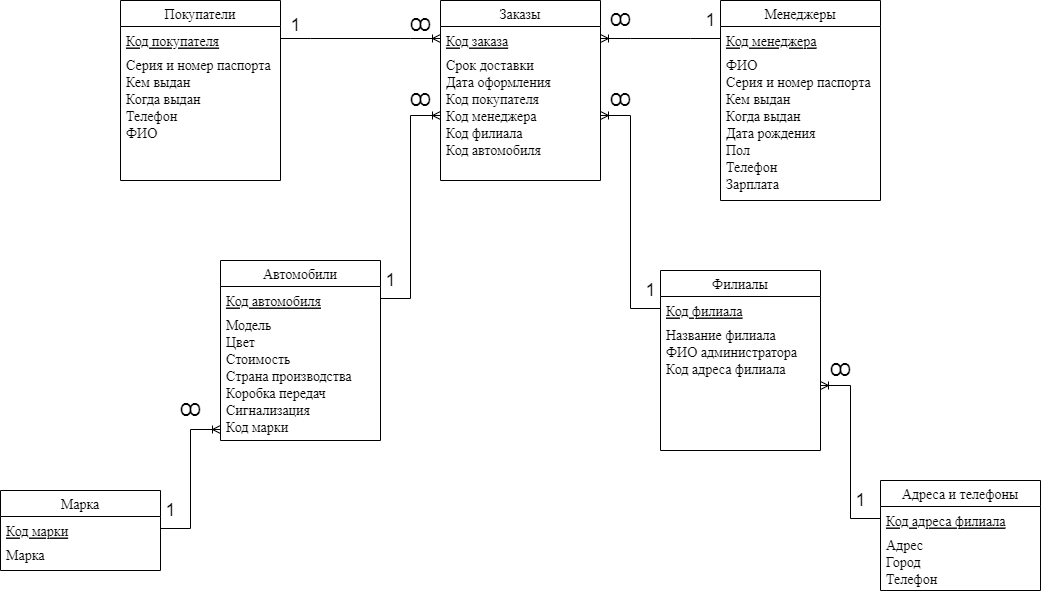 Покупатели
1
∞
Код покупателя
Серия и номер паспорта
Кем выдан
Когда выдан
Телефон
ФИО
Заказы
∞
1
Код заказа
Срок доставки
Дата оформления
Код покупателя
Код менеджера
Код филиала
Код автомобиля
∞
∞
Менеджеры
Код менеджера
ФИО
Серия и номер паспорта
Кем выдан
Когда выдан
Дата рождения
Пол
Телефон
Зарплата
Автомобили
1
Код автомобиля
Модель
Цвет
Стоимость
Страна производства
Коробка передач
Сигнализация
Код марки
∞
Филиалы
1
Код филиала
Название филиала
ФИО администратора
Код адреса филиала
∞
Марка
1
Код марки
Марка
Адреса и телефоны
1
Код адреса филиала
Адрес
Город
Телефон